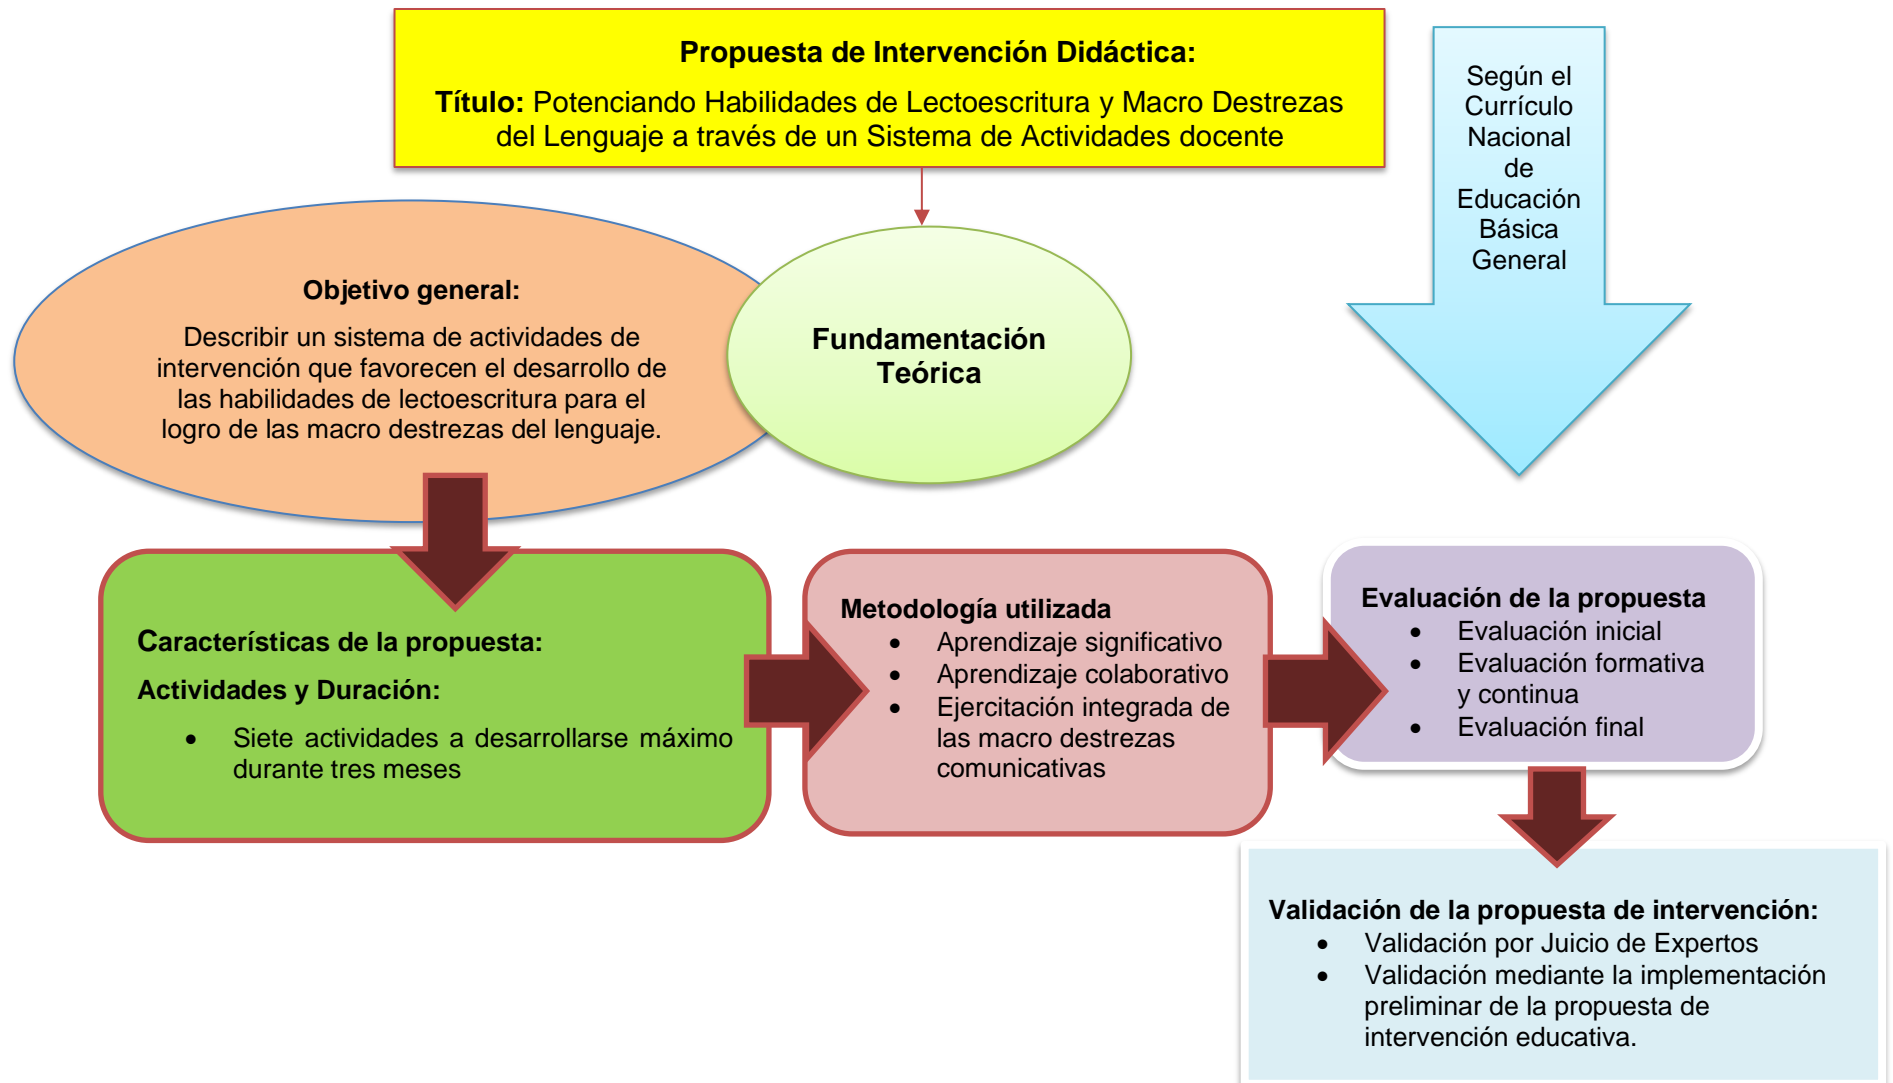 Propuesta de Intervención Didáctica:
Título: Potenciando Habilidades de Lectoescritura y Macro Destrezas
del Lenguaje a través de un Sistema de Actividades docente
Según el
Currículo
Nacional
de
Educación
Básica
General
Objetivo general:
Describir un sistema de actividades de
intervención que favorecen el desarrollo de
las habilidades de lectoescritura para el
logro de las macro destrezas del lenguaje.
Fundamentación
Teórica
Características de la propuesta:
Actividades y Duración:
• Siete actividades a desarrollarse máximo
durante tres meses
Metodología utilizada
• Aprendizaje significativo
• Aprendizaje colaborativo
• Ejercitación integrada de
las macro destrezas
comunicativas
Evaluación de la propuesta
• Evaluación inicial
• Evaluación formativa
y continua
• Evaluación final
Validación de la propuesta de intervención:
• Validación por Juicio de Expertos
• Validación mediante la implementación
preliminar de la propuesta de
intervención educativa.